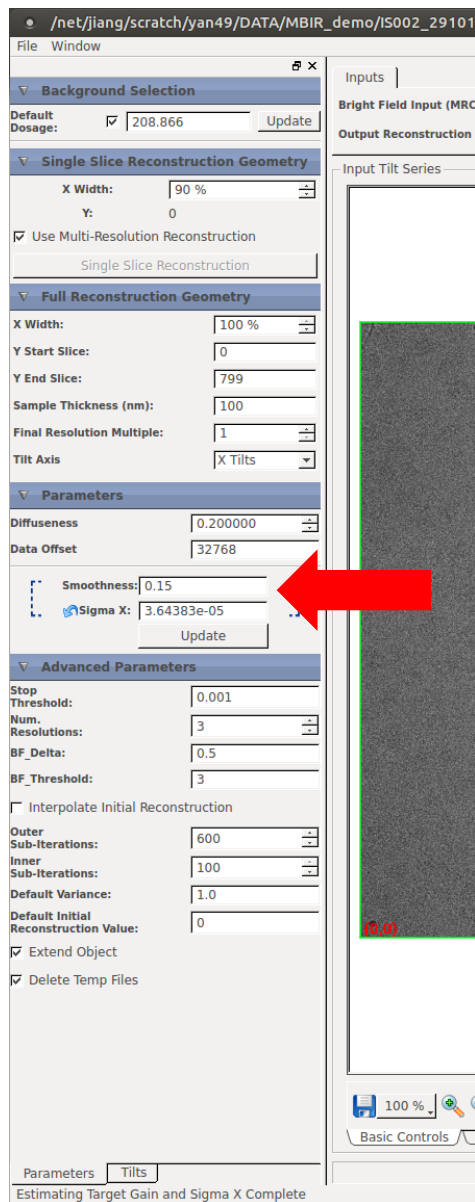 /net/jiang/scratch/yan49/DATA/MBIR_demo/IS002_29101
File Window
Background Selection
Default Dosage: 208.866 Update
Single Slice Reconstruction Geometry
X Width: 90 %
Y: 0
Use Multi-Resolution Reconstruction
Single Slice Reconstruction
Full Reconstruction Geometry
X Width: 100 %
Y Start Slice: 0
Y End Slice: 799
Sample Thickness (nm): 100
Final Resolution Multiple: 1
Tilt Axis X Tilts
Parameters
Diffuseness 0.200000
Data Offset 32768
Smoothness: 0.15
Sigma X: 3.64383e-05
Update
Advanced Parameters
Stop Threshold: 0.001
Num. Resolutions: 3
BF_Delta: 0.5
BF_Threshold: 3
Interpolate Initial Reconstruction
Outer Sub-Iterations: 600
Inner Sub-Iterations: 100
Default Variance: 1.0
Default Initial Reconstruction Value: 0
Extend Object
Delete Temp Files
Parameters Tilts
Estimating Target Gain and Sigma X Complete
Inputs
Bright Field Input (MRC
Output Reconstruction
Input Tilt Series
(0,0)
100 %
Basic Controls